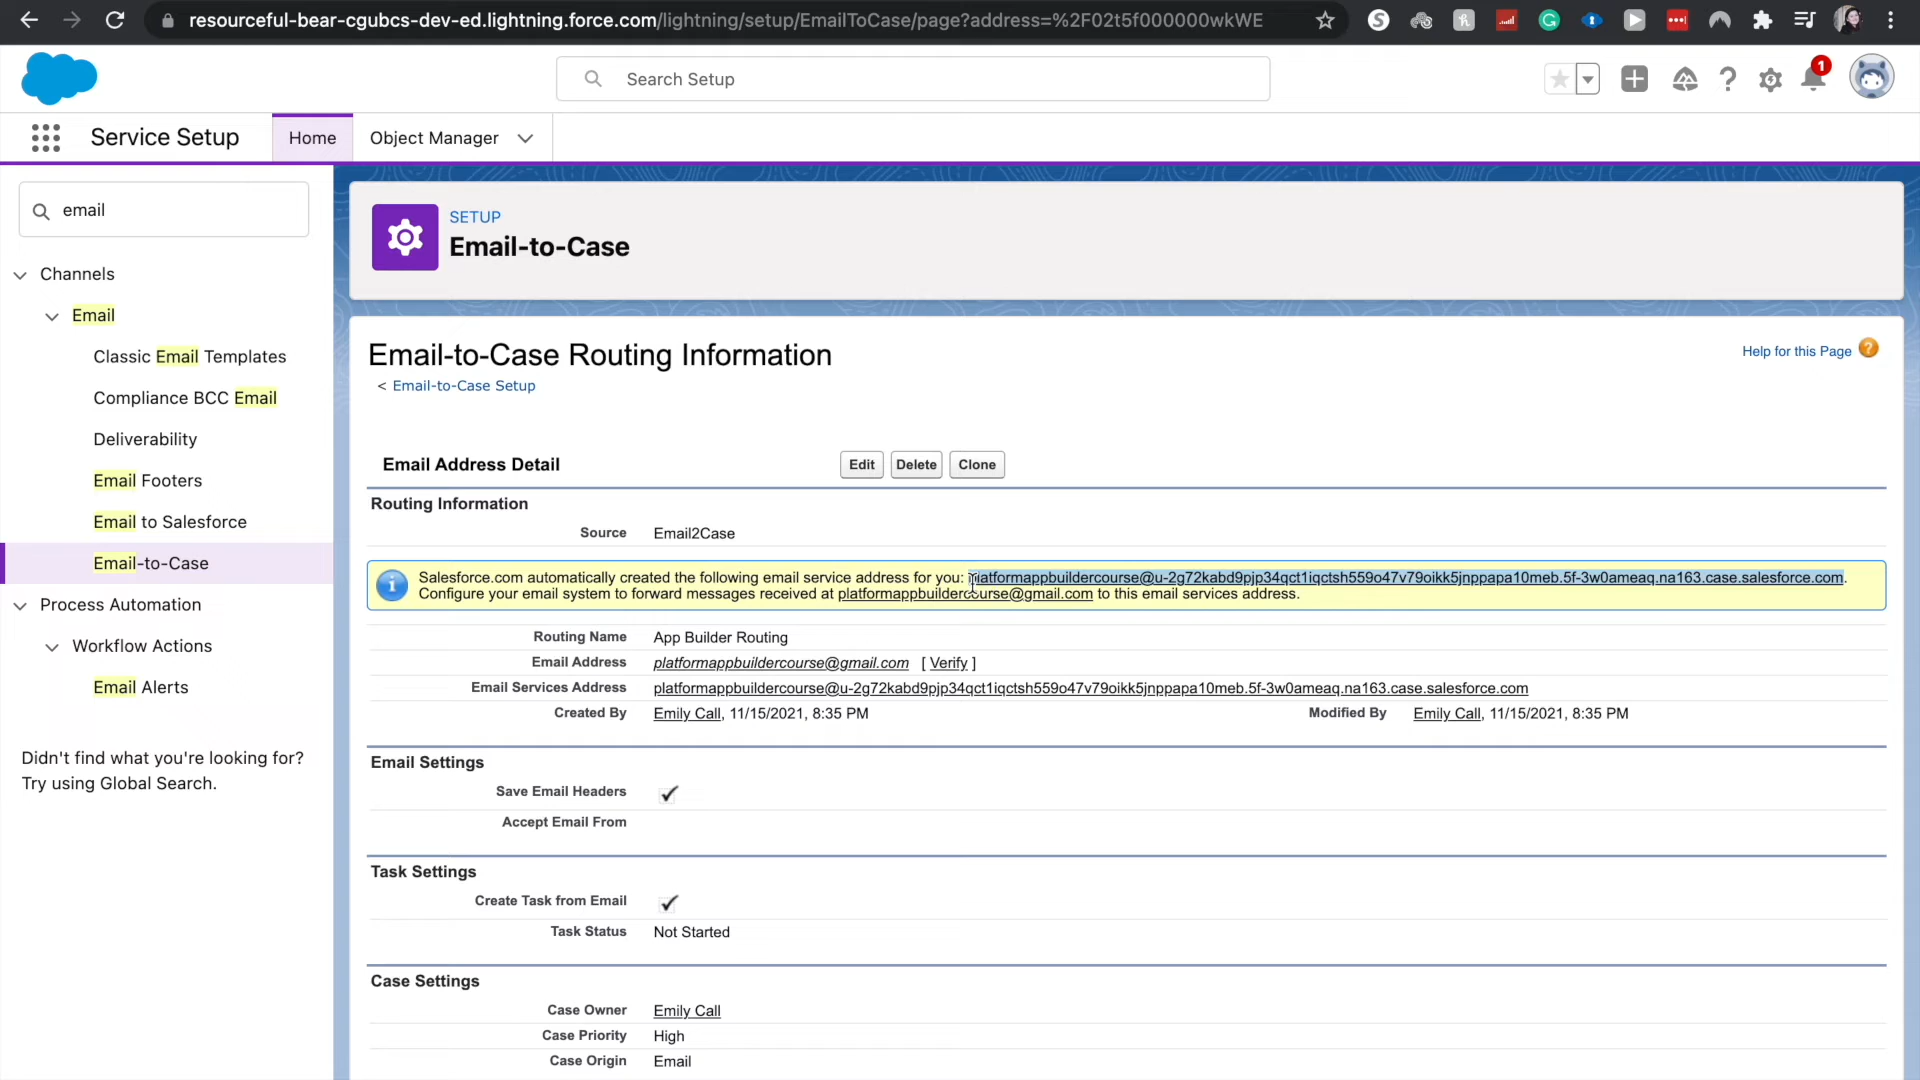 resourceful-bear-cgubcs-dev-ed.lightning.force.com/lightning/setup/EmailToCase/page?address=%2F02t5f000000wkWE
Search Setup
1
Service Setup
Home
Object Manager
email
Channels
Email
Classic Email Templates
Compliance BCC Email
Deliverability
Email Footers
Email to Salesforce
Email-to-Case
Process Automation
Workflow Actions
Email Alerts
Didn't find what you're looking for?
Try using Global Search.
SETUP
Email-to-Case
Email-to-Case Routing Information
Help for this Page
< Email-to-Case Setup
Email Address Detail Edit Delete Clone
Routing Information
Source Email2Case
Salesforce.com automatically created the following email service address for you: platformappbuildercourse@u-2g72kabd9pjp34qct1iqctsh559o47v79oikk5jnppapa10meb.5f-3w0ameaq.na163.case.salesforce.com.
Configure your email system to forward messages received at platformappbuildercourse@gmail.com to this email services address.
Routing Name App Builder Routing
Email Address platformappbuildercourse@gmail.com [ Verify ]
Email Services Address platformappbuildercourse@u-2g72kabd9pjp34qct1iqctsh559o47v79oikk5jnppapa10meb.5f-3w0ameaq.na163.case.salesforce.com
Created By Emily Call, 11/15/2021, 8:35 PM Modified By Emily Call, 11/15/2021, 8:35 PM
Email Settings
Save Email Headers
Accept Email From
Task Settings
Create Task from Email
Task Status Not Started
Case Settings
Case Owner Emily Call
Case Priority High
Case Origin Email